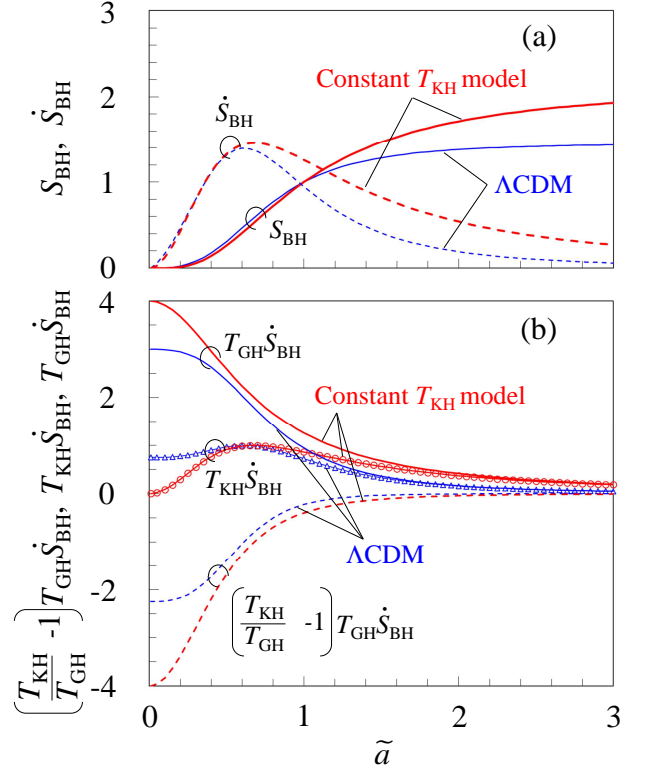 (a)
Constant T_KH model
ΛCDM
Ṡ_BH
S_BH
S_BH, Ṡ_BH
3
2
1
0
(b)
T_GH Ṡ_BH
Constant T_KH model
T_KH Ṡ_BH
ΛCDM
(T_KH/T_GH -1) T_GH Ṡ_BH
(T_KH/T_GH -1) T_GH Ṡ_BH, T_KH Ṡ_BH, T_GH Ṡ_BH
4
2
0
-2
-4
0 1 2 3
ã